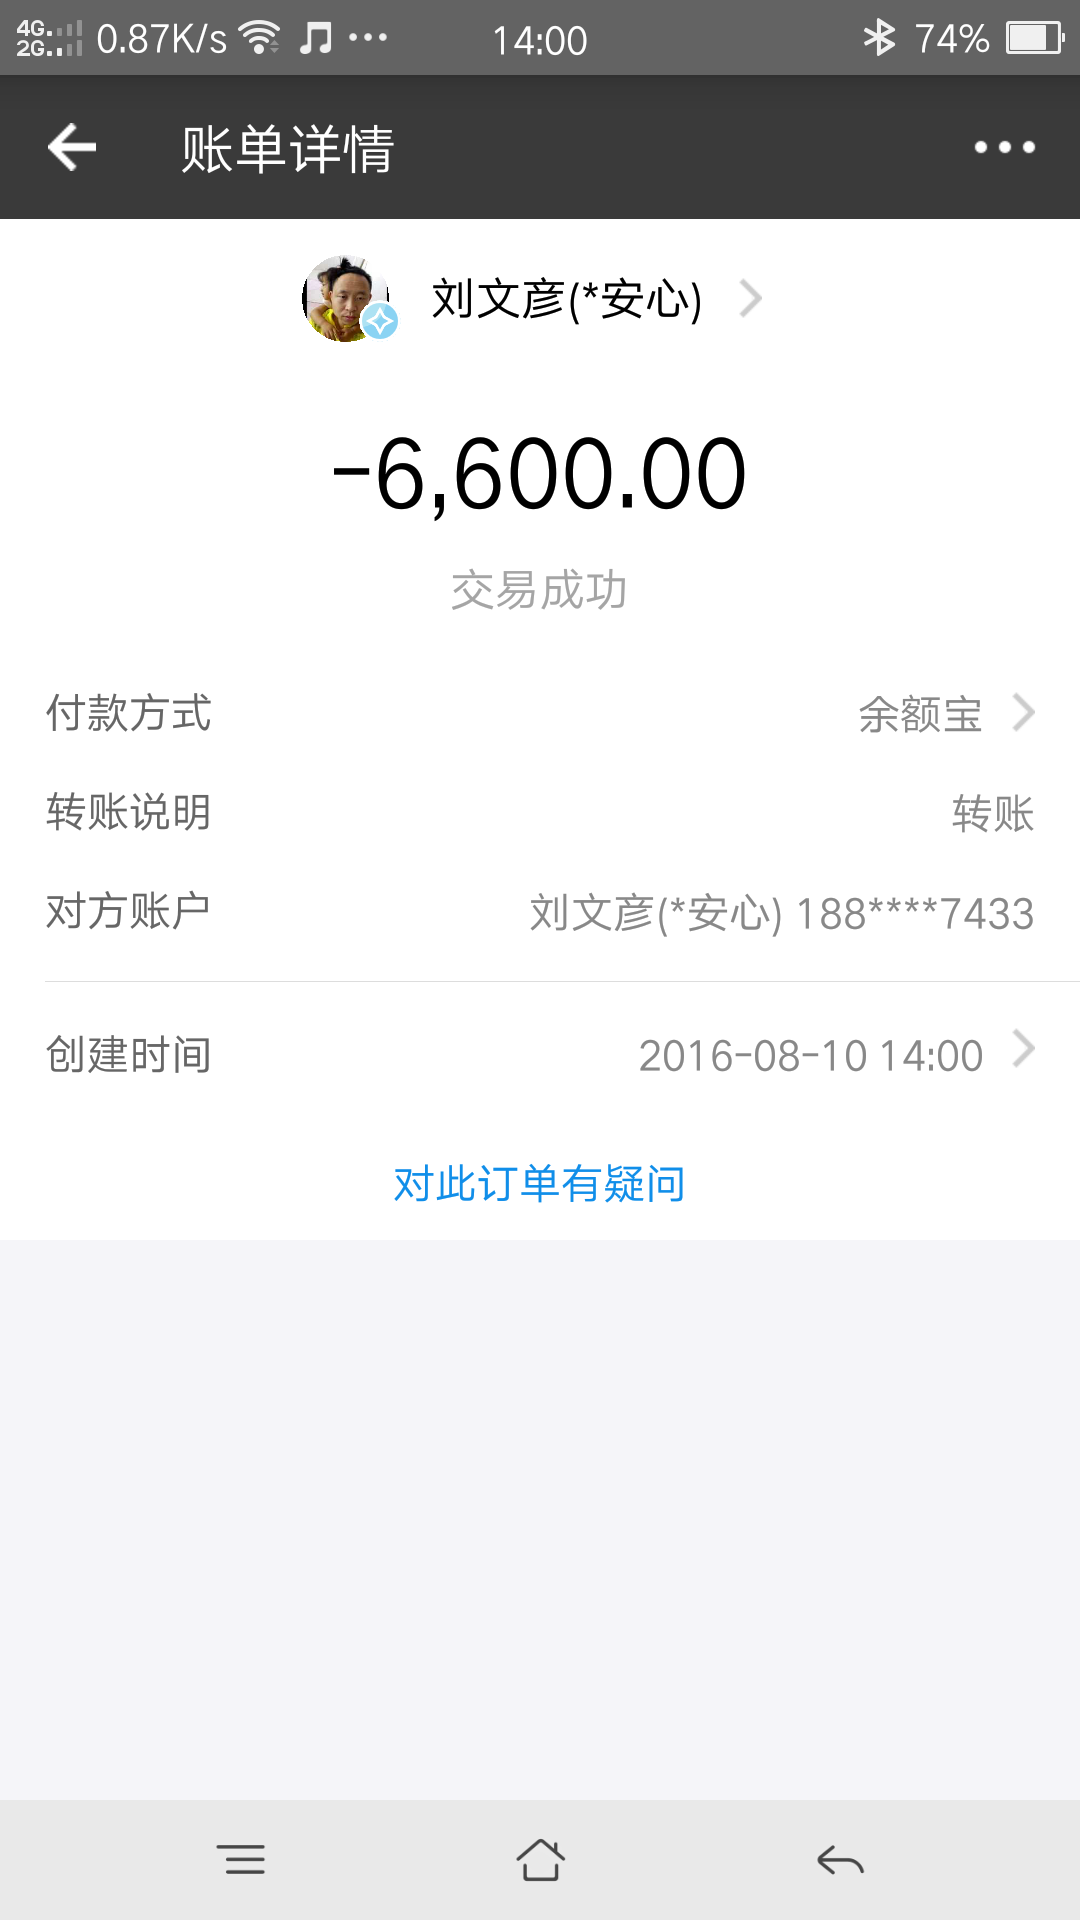 4G 2G 0.87K/s 14:00 74%
账单详情
刘文彦(*安心)
-6,600.00
交易成功
付款方式 余额宝
转账说明 转账
对方账户 刘文彦(*安心) 188****7433
创建时间 2016-08-10 14:00
对此订单有疑问